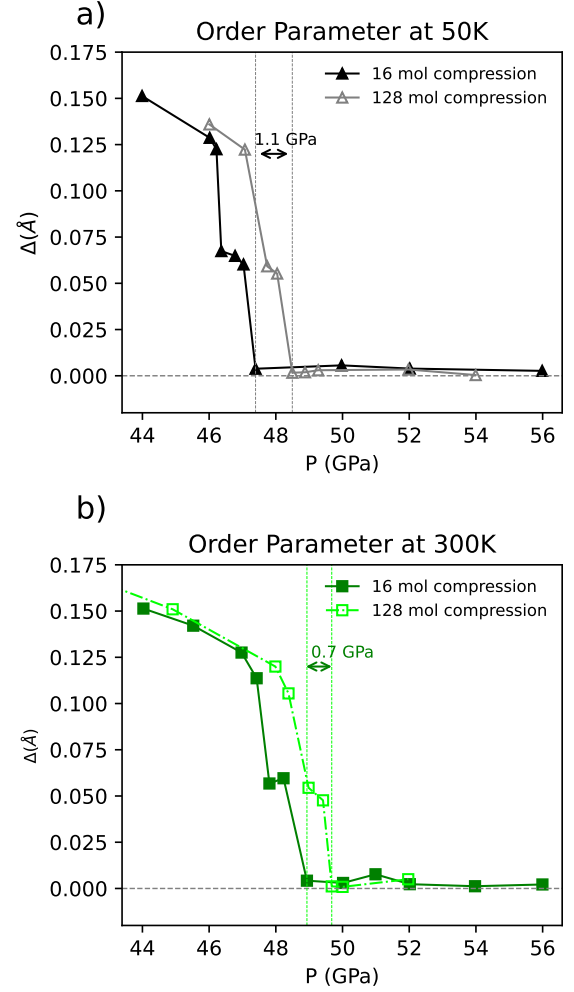 a)
Order Parameter at 50K
0.175
16 mol compression
128 mol compression
0.150
1.1 GPa
0.125
0.100
0.075
0.050
0.025
0.000
Δ(Å)
44 46 48 50 52 54 56
P (GPa)
b)
Order Parameter at 300K
0.175
16 mol compression
128 mol compression
0.150
0.7 GPa
0.125
0.100
0.075
0.050
0.025
0.000
Δ(Å)
44 46 48 50 52 54 56
P (GPa)